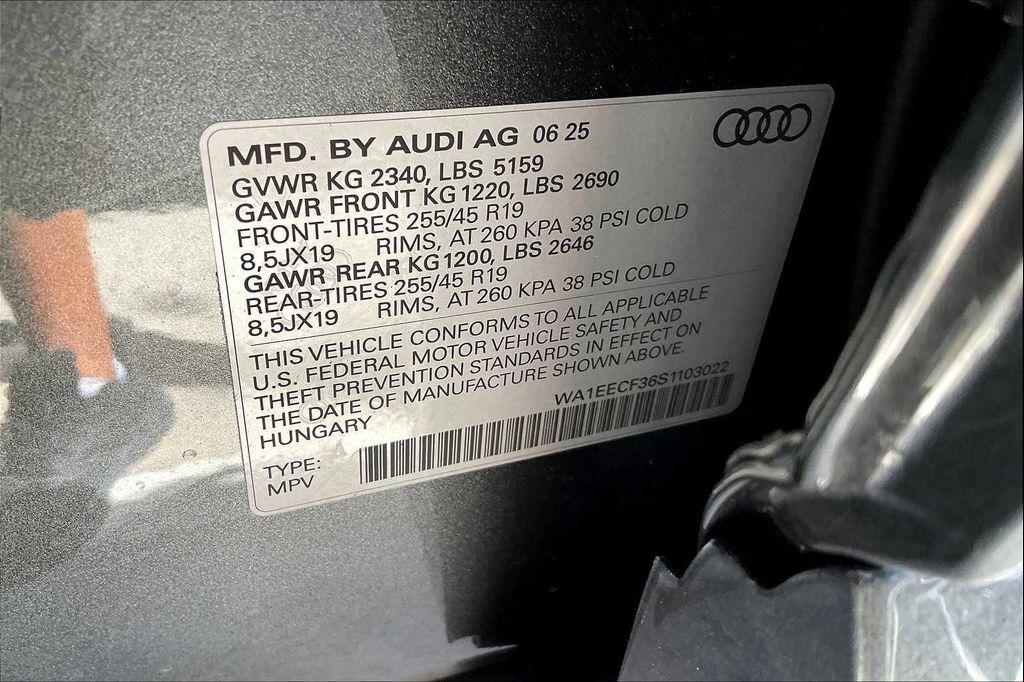 MFD. BY AUDI AG 06 25
GVWR KG 2340, LBS 5159
GAWR FRONT KG 1220, LBS 2690
FRONT-TIRES 255/45 R19
8,5JX19 RIMS, AT 260 KPA 38 PSI COLD
GAWR REAR KG 1200, LBS 2646
REAR-TIRES 255/45 R19
8,5JX19 RIMS, AT 260 KPA 38 PSI COLD
THIS VEHICLE CONFORMS TO ALL APPLICABLE
U.S. FEDERAL MOTOR VEHICLE SAFETY AND
THEFT PREVENTION STANDARDS IN EFFECT ON
THE DATE OF MANUFACTURE SHOWN ABOVE.
HUNGARY WA1EECF36S1103022
TYPE:
MPV